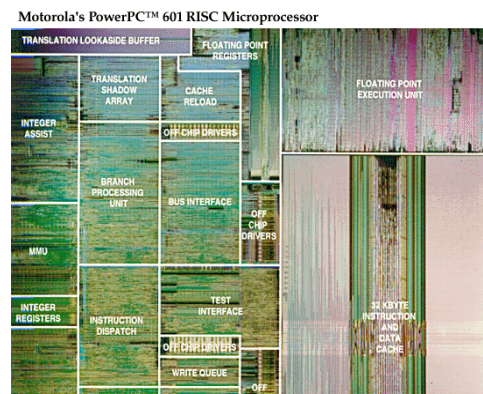 Motorola's PowerPC™ 601 RISC Microprocessor
TRANSLATION LOOKASIDE BUFFER
FLOATING POINT
REGISTERS
TRANSLATION
SHADOW
ARRAY
CACHE
RELOAD
FLOATING POINT
EXECUTION UNIT
INTEGER
ASSIST
OFF CHIP DRIVERS
BRANCH
PROCESSING
UNIT
BUS INTERFACE
OFF
CHIP
DRIVERS
MMU
INTEGER
REGISTERS
INSTRUCTION
DISPATCH
TEST
INTERFACE
32 KBYTE
INSTRUCTION
AND
DATA
CACHE
OFF CHIP DRIVERS
WRITE QUEUE
OFF